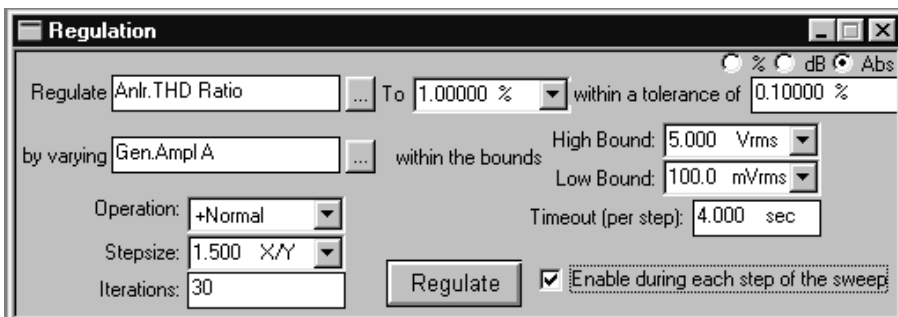 Regulation
% dB Abs
Regulate Anlr.THD Ratio ... To 1.00000 % within a tolerance of 0.10000 %
by varying Gen.Ampl A ... within the bounds High Bound: 5.000 Vrms
Low Bound: 100.0 mVrms
Operation: +Normal Timeout (per step): 4.000 sec
Stepsize: 1.500 X/Y
Iterations: 30 Regulate Enable during each step of the sweep